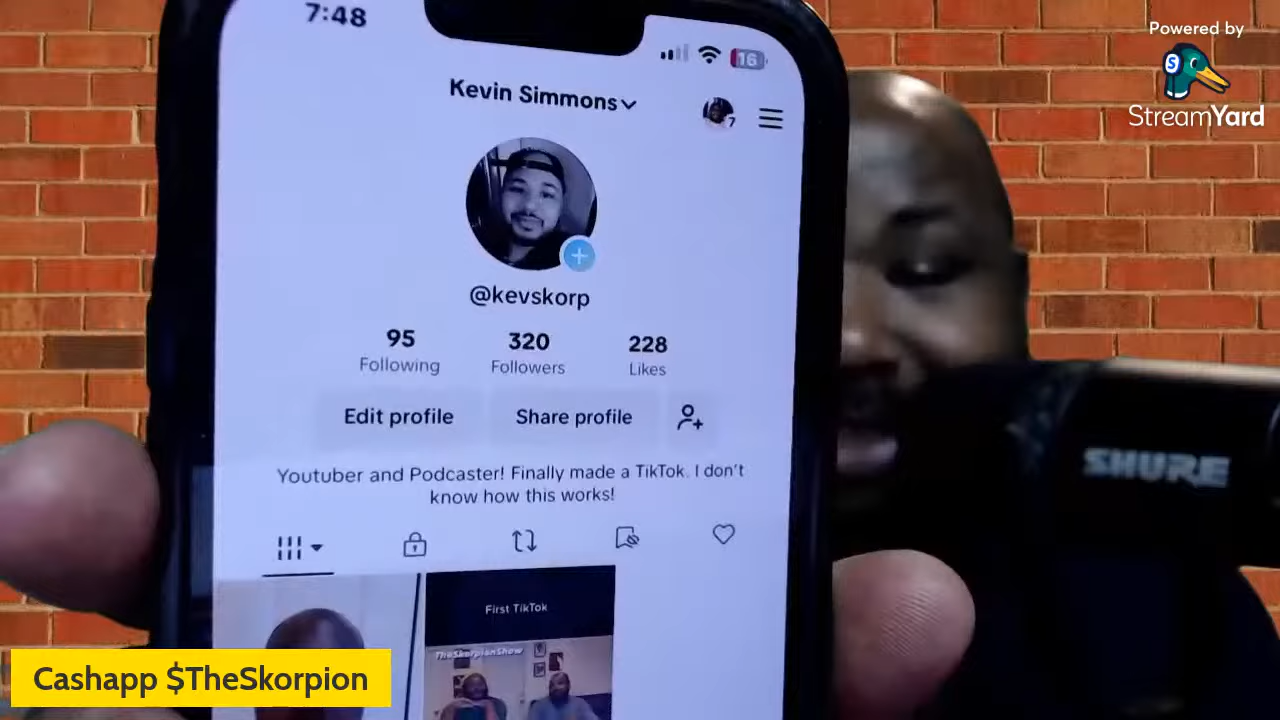 7:48
16
Powered by
StreamYard
Kevin Simmons
7
@kevskorp
95 320 228
Following Followers Likes
Edit profile Share profile
Youtuber and Podcaster! Finally made a TikTok. I don't
know how this works!
SHURE
First TikTok
TheSkorpionShow
Cashapp $TheSkorpion